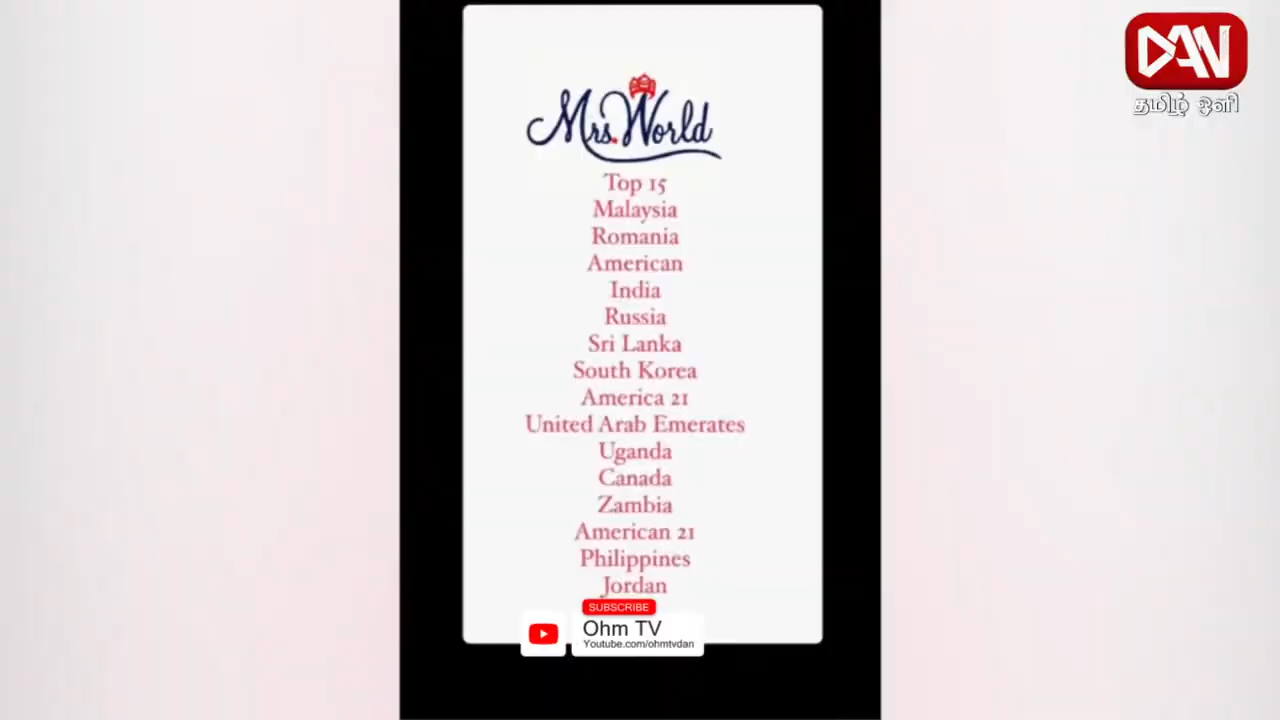 DAN
தமிழ் ஒளி
Mrs. World
Top 15
Malaysia
Romania
American
India
Russia
Sri Lanka
South Korea
America 21
United Arab Emerates
Uganda
Canada
Zambia
American 21
Philippines
Jordan
SUBSCRIBE
Ohm TV
Youtube.com/ohmtvdan